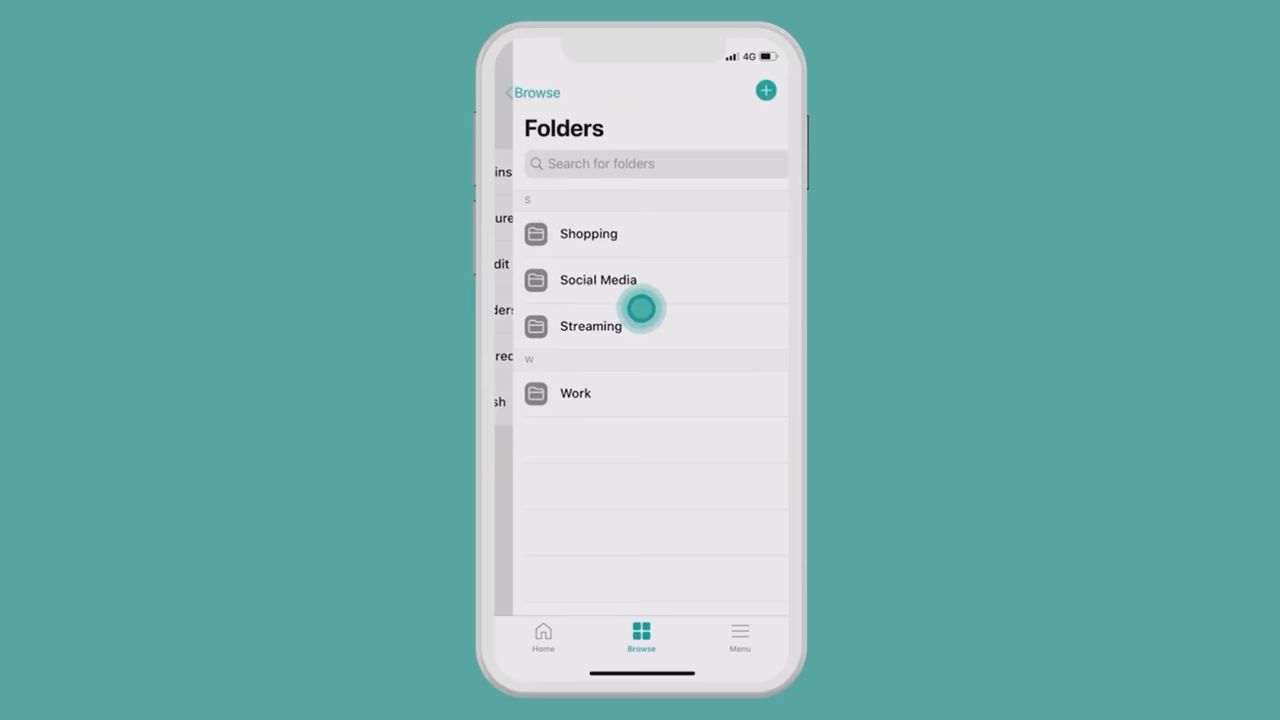 4G
Browse
Folders
ins
Search for folders
ure
S
Shopping
dit
Social Media
ders
Streaming
red
W
Work
sh
Home
Browse
Menu